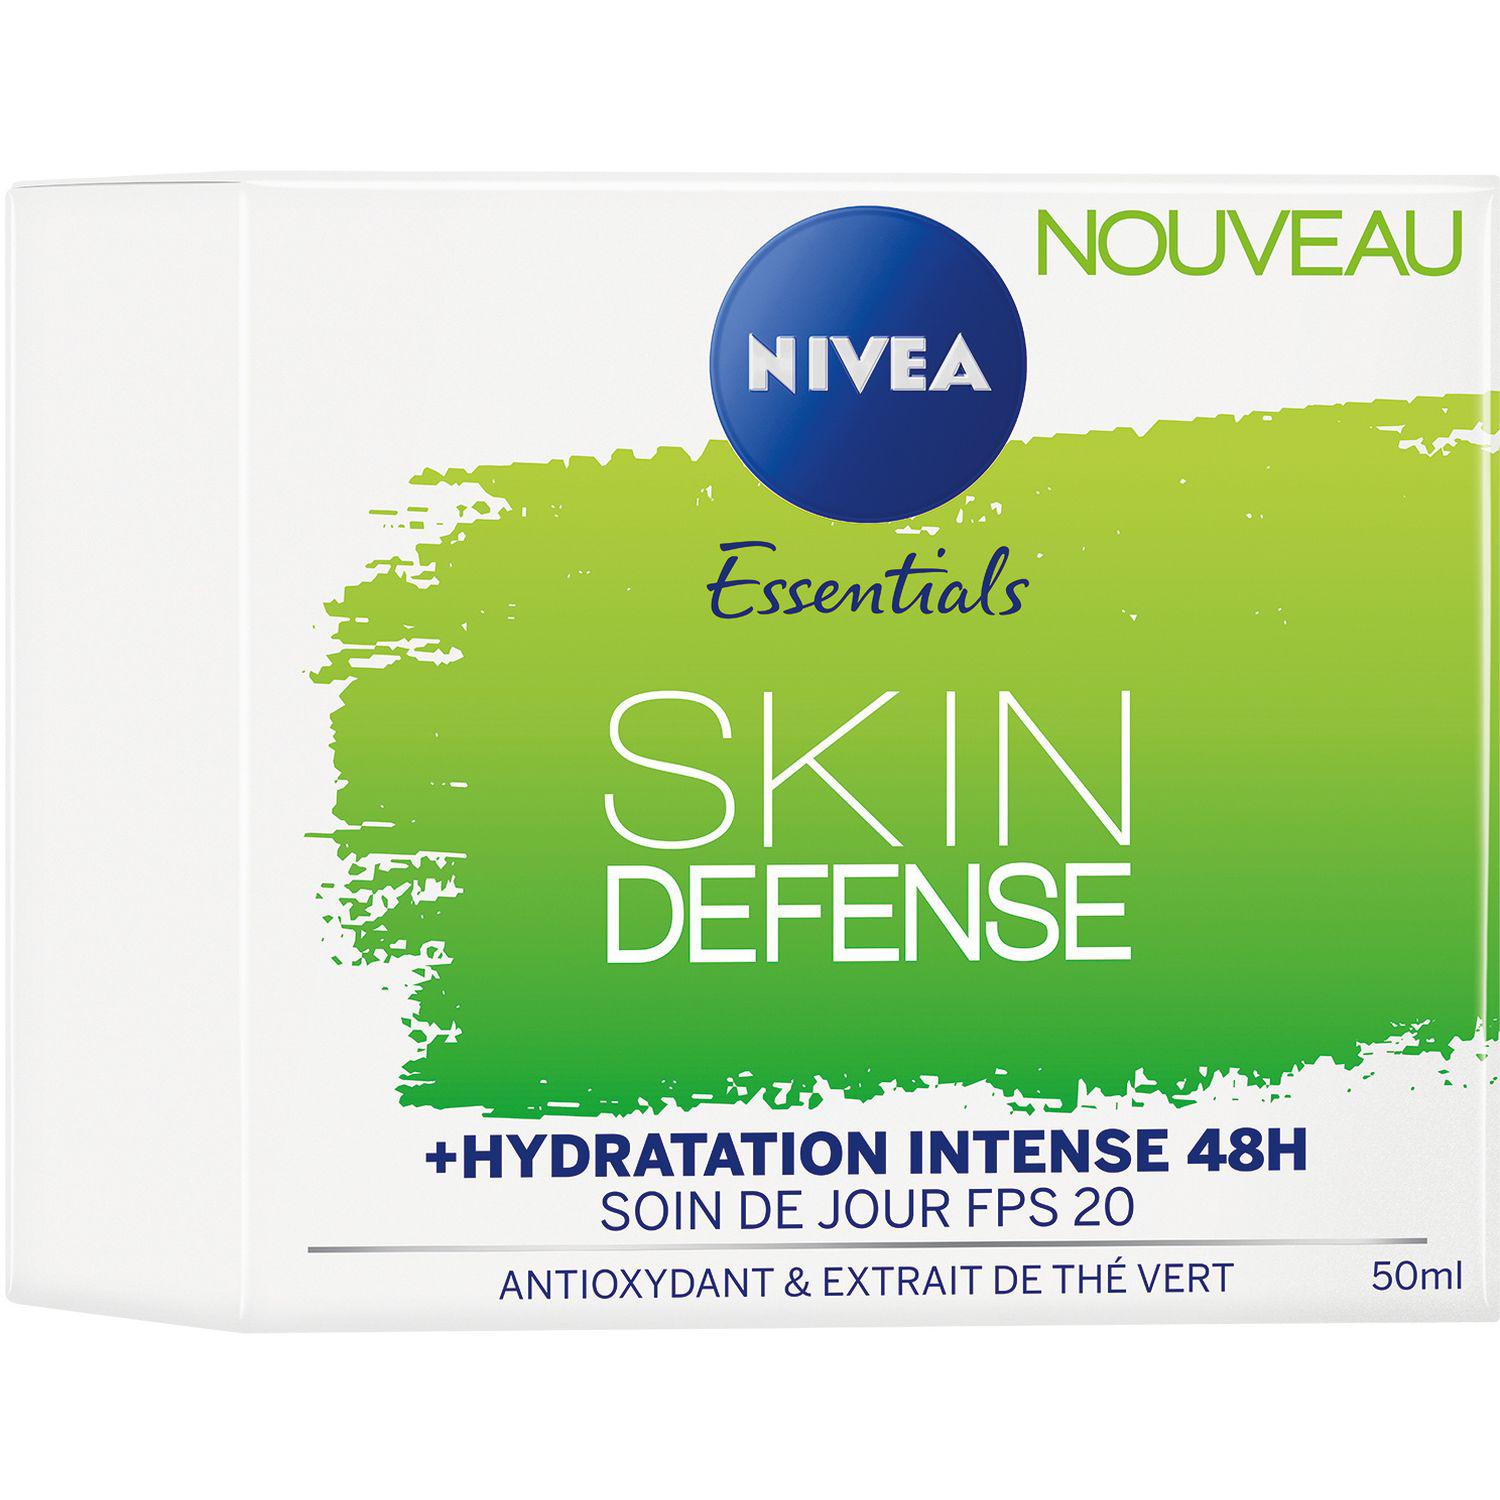 NOUVEAU
NIVEA
Essentials
SKIN
DEFENSE
+HYDRATATION INTENSE 48H
SOIN DE JOUR FPS 20
ANTIOXYDANT & EXTRAIT DE THÉ VERT
50ml